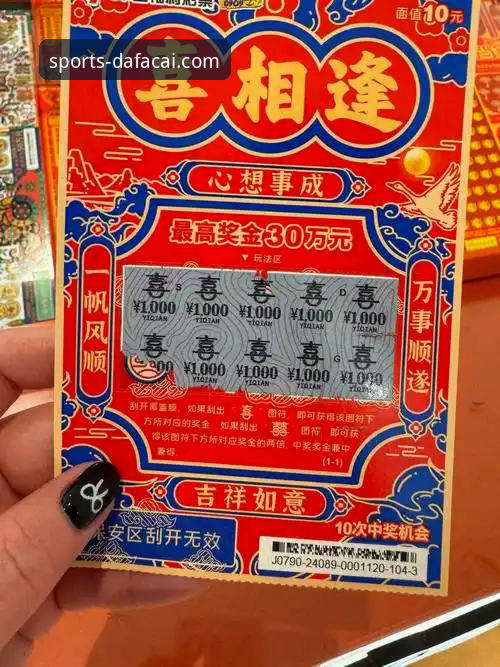 福利彩票
面值10元
sports-dafacai.com
喜相逢
心想事成
最高奖金30万元
▼玩法区
一帆风顺
万事顺遂
喜 S 喜 喜 喜 D 喜
¥1,000 ¥1,000 ¥1,000 ¥1,000 ¥1,000
YIQIAN YIQIAN YIQIAN YIQIAN YIQIAN
喜 喜 喜 喜 G 喜
¥1,000 ¥1,000 ¥1,000 ¥1,000
YIQIAN YIQIAN YIQIAN YIQIAN
刮开覆盖膜，如果刮出 喜 图符，即可获得该图符下
方所对应的奖金；如果刮出 囍 图符，即可获
得该图符下方所对应奖金的两倍。中奖奖金兼中
兼得。
(1-1)
吉祥如意
10次中奖机会
保安区刮开无效
J0790-24089-0001120-104-3